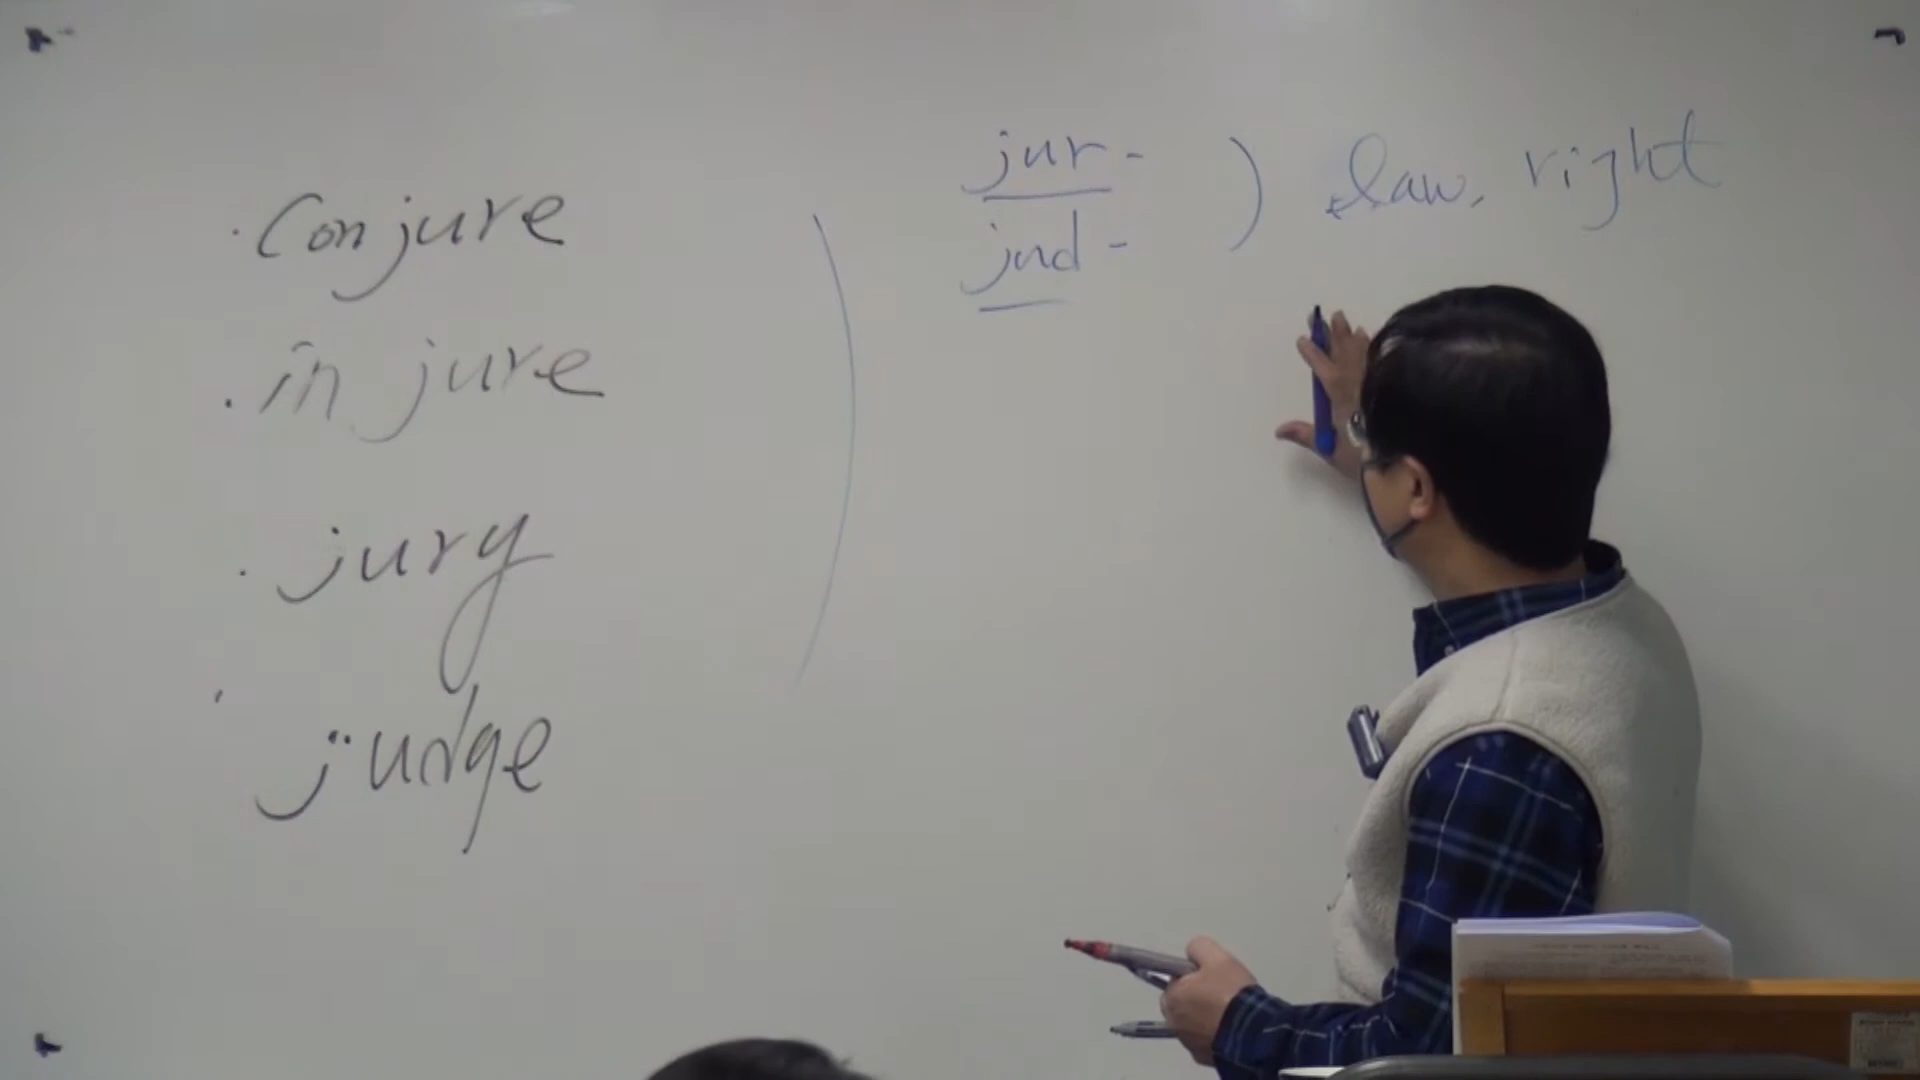 · Conjure
· injure
· jury
· judge
jur-
jud-
) law, right